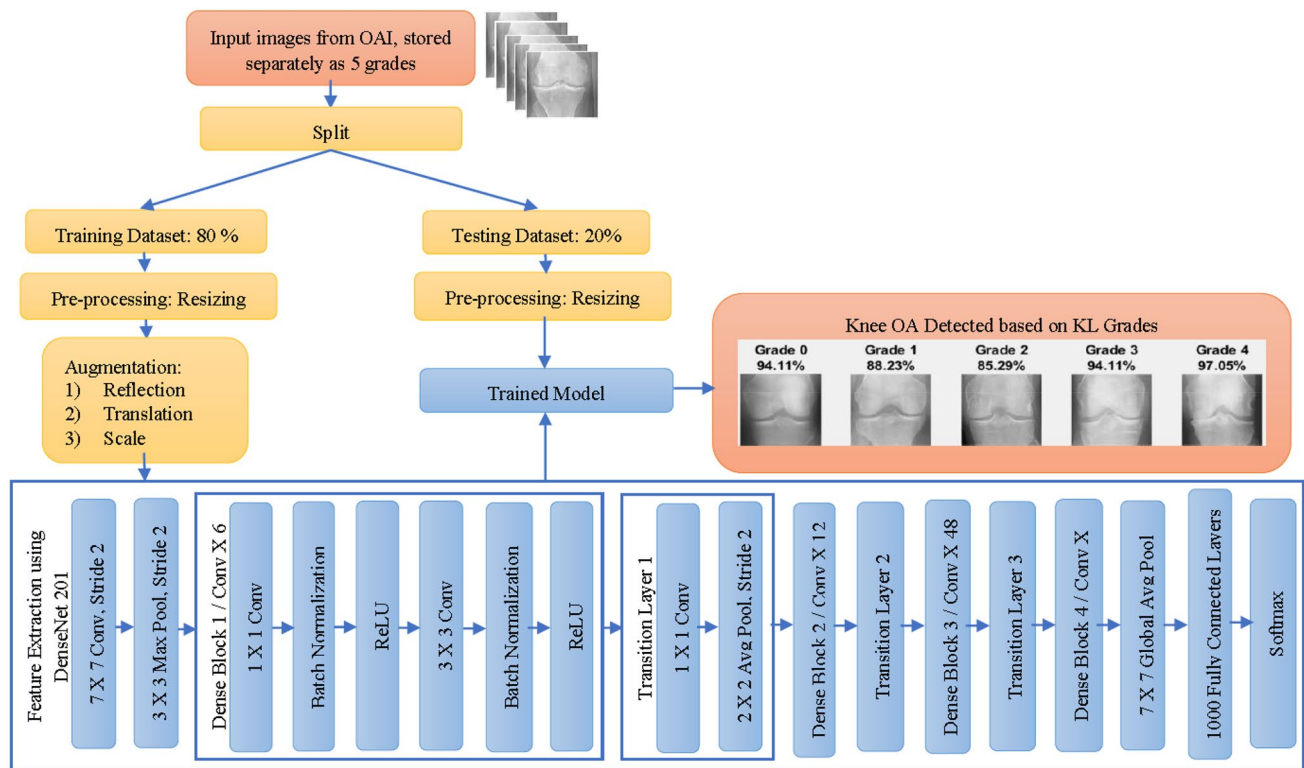 Input images from OAI, stored
separately as 5 grades
Split
Training Dataset: 80 %
Testing Dataset: 20%
Pre-processing: Resizing
Pre-processing: Resizing
Augmentation:
1) Reflection
2) Translation
3) Scale
Trained Model
Knee OA Detected based on KL Grades
Grade 0
94.11%
Grade 1
88.23%
Grade 2
85.29%
Grade 3
94.11%
Grade 4
97.05%
Feature Extraction using
DenseNet 201
7 X 7 Conv, Stride 2
3 X 3 Max Pool, Stride 2
Dense Block 1 / Conv X 6
1 X 1 Conv
Batch Normalization
ReLU
3 X 3 Conv
Batch Normalization
ReLU
Transition Layer 1
1 X 1 Conv
2 X 2 Avg Pool, Stride 2
Dense Block 2 / Conv X 12
Transition Layer 2
Dense Block 3 / Conv X 48
Transition Layer 3
Dense Block 4 / Conv X
7 X 7 Global Avg Pool
1000 Fully Connected Layers
Softmax